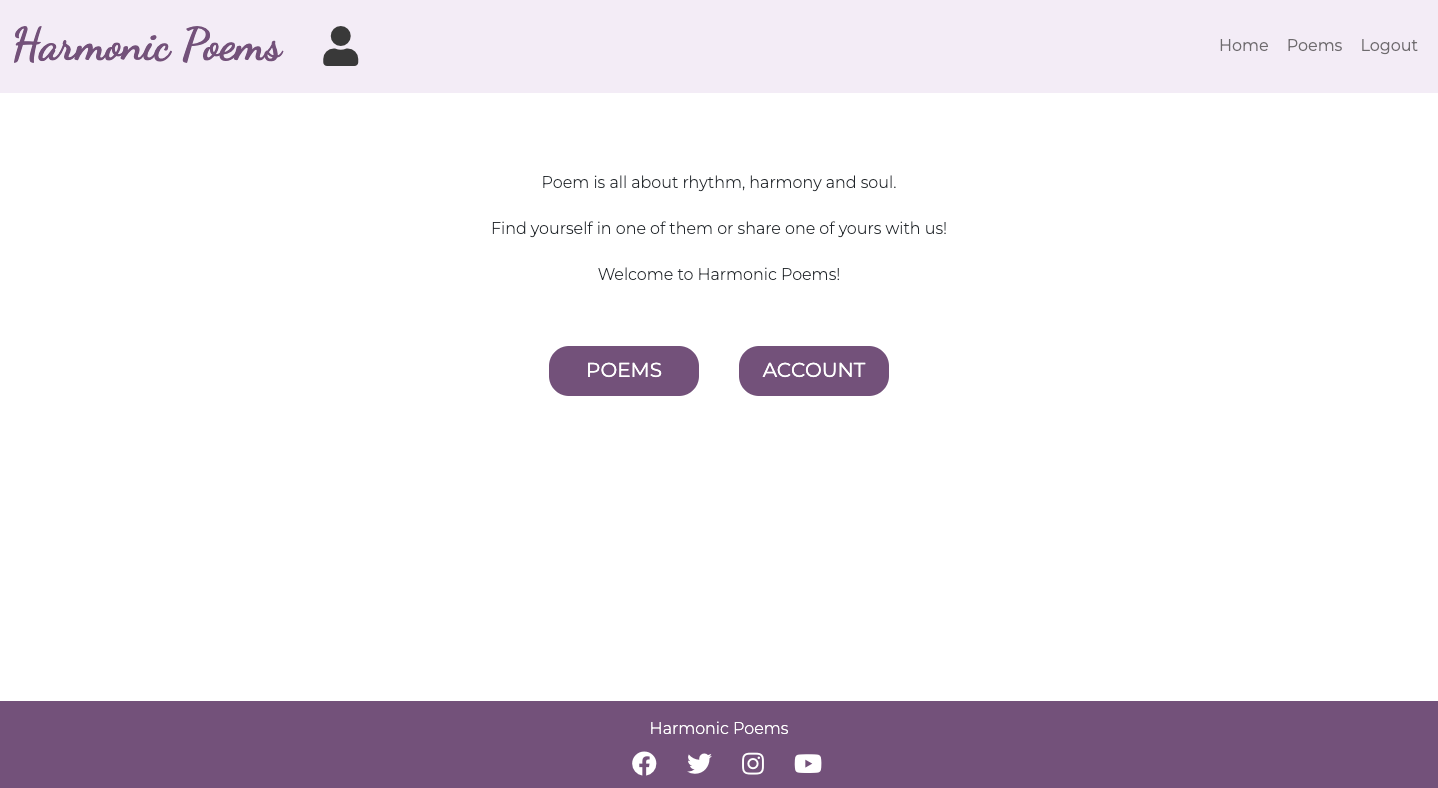 Harmonic Poems
Home Poems Logout
Poem is all about rhythm, harmony and soul.
Find yourself in one of them or share one of yours with us!
Welcome to Harmonic Poems!
POEMS ACCOUNT
Harmonic Poems